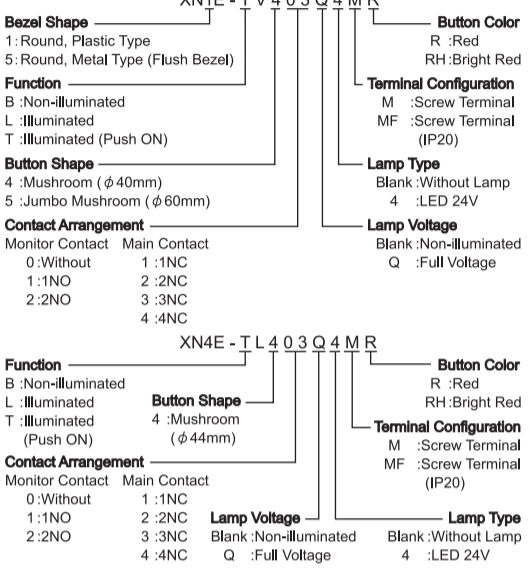 XN1E - T V 4 0 3 Q 4 M R
Bezel Shape
1: Round, Plastic Type
5: Round, Metal Type (Flush Bezel)
Function
B :Non-illuminated
L :Illuminated
T :Illuminated (Push ON)
Button Shape
4 :Mushroom (ϕ40mm)
5 :Jumbo Mushroom (ϕ60mm)
Contact Arrangement
Monitor Contact Main Contact
0:Without 1 :1NC
1:1NO 2 :2NC
2:2NO 3 :3NC
4 :4NC
Button Color
R :Red
RH:Bright Red
Terminal Configuration
M :Screw Terminal
MF :Screw Terminal
(IP20)
Lamp Type
Blank :Without Lamp
4 :LED 24V
Lamp Voltage
Blank :Non-illuminated
Q :Full Voltage
XN4E - T L 4 0 3 Q 4 M R
Function
B :Non-illuminated
L :Illuminated
T :Illuminated
(Push ON)
Button Shape
4 :Mushroom
(ϕ44mm)
Contact Arrangement
Monitor Contact Main Contact
0:Without 1 :1NC
1:1NO 2 :2NC
2:2NO 3 :3NC
4 :4NC
Lamp Voltage
Blank :Non-illuminated
Q :Full Voltage
Button Color
R :Red
RH:Bright Red
Terminal Configuration
M :Screw Terminal
MF :Screw Terminal
(IP20)
Lamp Type
Blank :Without Lamp
4 :LED 24V